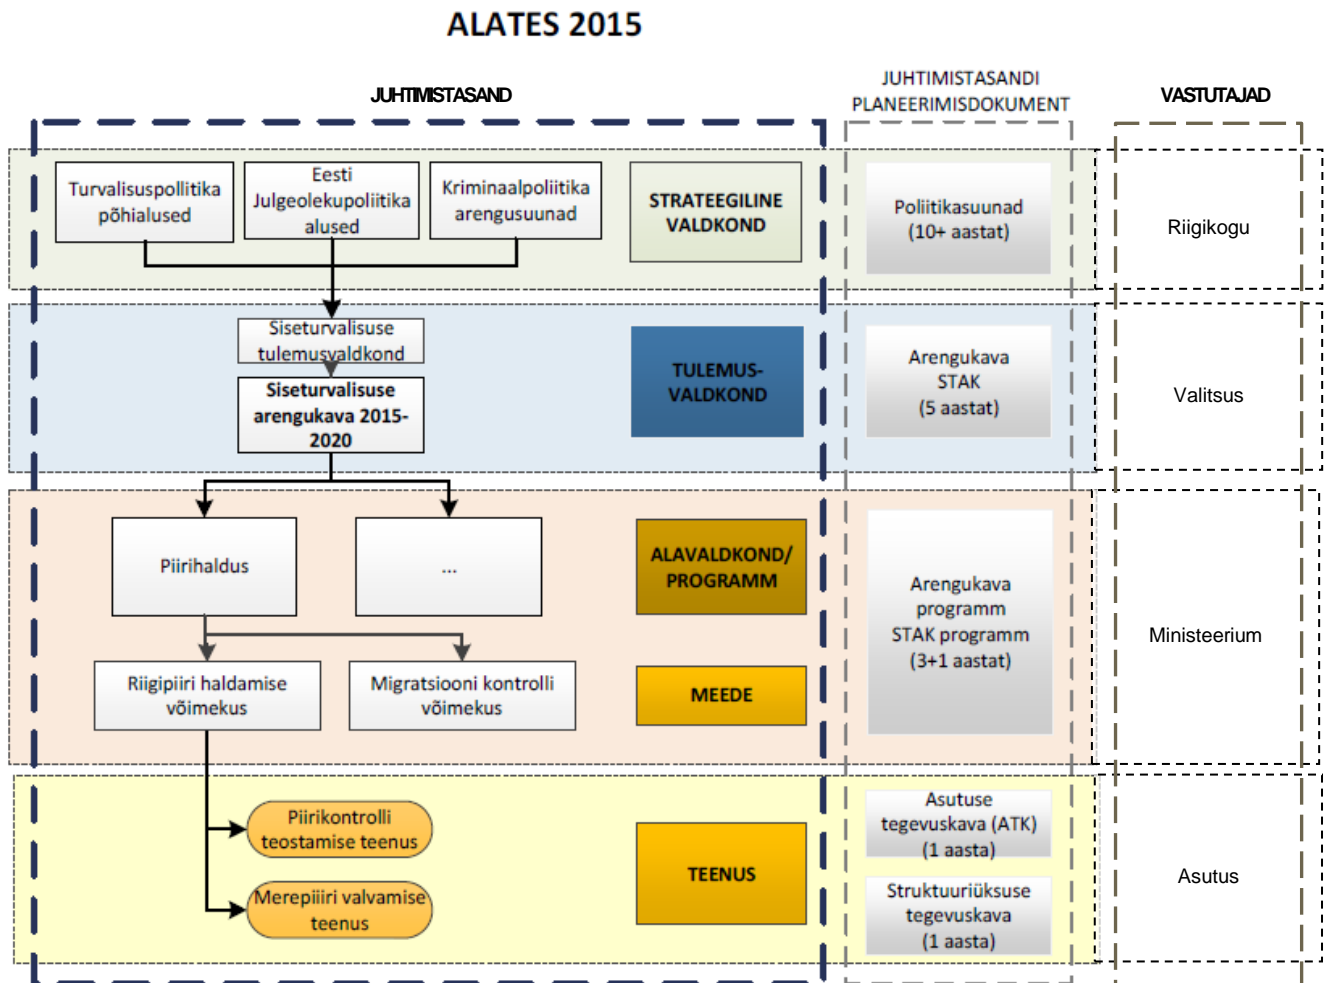 ALATES 2015
JUHTIMISTASAND
JUHTIMISTASANDI
PLANEERIMISDOKUMENT
VASTUTAJAD
Turvalisuspollitika
põhialused
Eesti
Julgeolekupoliitika
alused
Kriminaalpoliitika
arengusuunad
STRATEEGILINE
VALDKOND
Poliitikasuunad
(10+ aastat)
Riigikogu
Siseturvalisuse
tulemusvaldkond
Siseturvalisuse
arengukava 2015-
2020
TULEMUS-
VALDKOND
Arengukava
STAK
(5 aastat)
Valitsus
Piirihaldus
...
ALAVALDKOND/
PROGRAMM
Arengukava
programm
STAK programm
(3+1 aastat)
Ministeerium
Riigipiiri haldamise
võimekus
Migratsiooni kontrolli
võimekus
MEEDE
Piirikontrolli
teostamise teenus
Merepiiri valvamise
teenus
TEENUS
Asutuse
tegevuskava (ATK)
(1 aasta)
Struktuuriüksuse
tegevuskava
(1 aasta)
Asutus